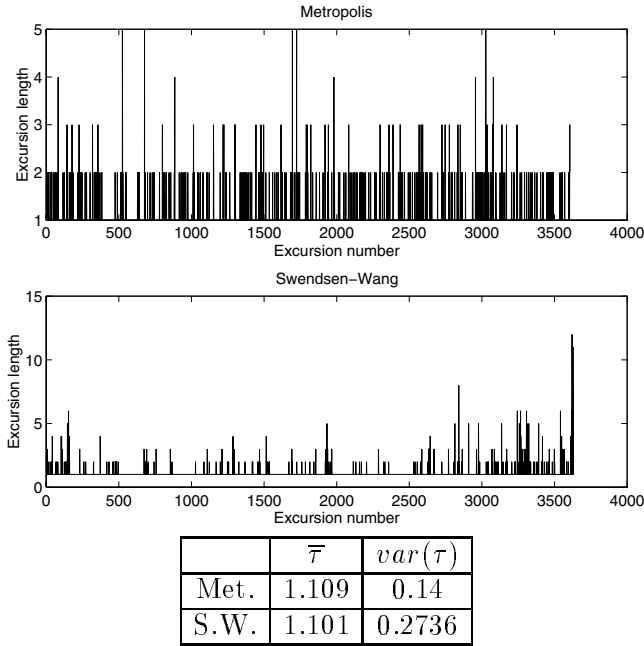 Metropolis
5
4
3
2
1
Excursion length
0 500 1000 1500 2000 2500 3000 3500 4000
Excursion number
Swendsen−Wang
15
10
5
0
Excursion length
0 500 1000 1500 2000 2500 3000 3500 4000
Excursion number
τ̅ var(τ)
Met. 1.109 0.14
S.W. 1.101 0.2736